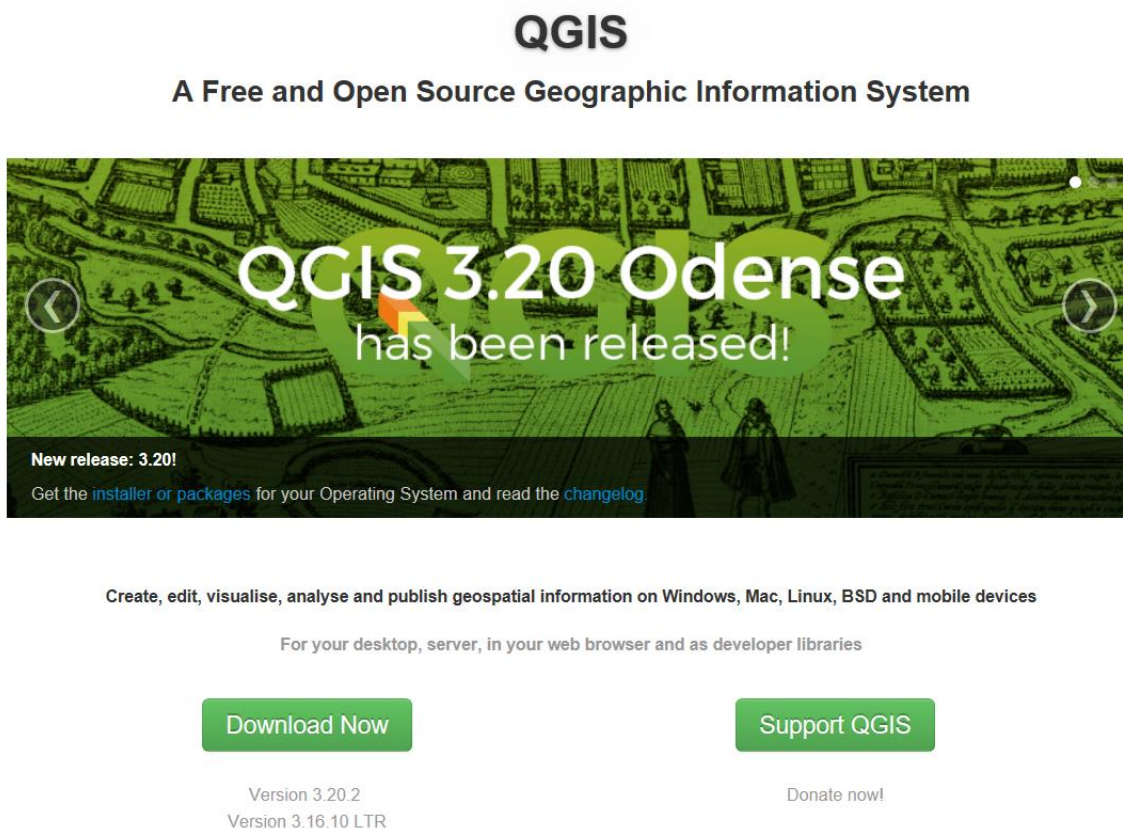 QGIS
A Free and Open Source Geographic Information System
QGIS 3.20 Odense
has been released!
New release: 3.20!
Get the installer or packages for your Operating System and read the changelog.
Create, edit, visualise, analyse and publish geospatial information on Windows, Mac, Linux, BSD and mobile devices
For your desktop, server, in your web browser and as developer libraries
Download Now
Support QGIS
Version 3.20.2
Donate now!
Version 3.16.10 LTR